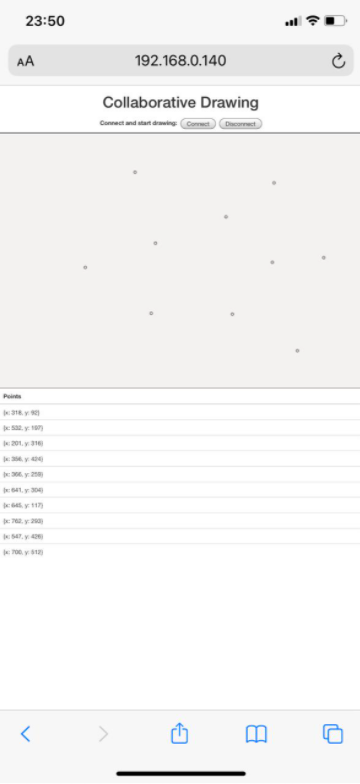 23:50
AA 192.168.0.140
Collaborative Drawing
Connect and start drawing: Connect Disconnect
Points
{x: 318, y: 92}
{x: 532, y: 197}
{x: 201, y: 316}
{x: 356, y: 424}
{x: 366, y: 259}
{x: 641, y: 304}
{x: 645, y: 117}
{x: 762, y: 293}
{x: 547, y: 426}
{x: 700, y: 512}